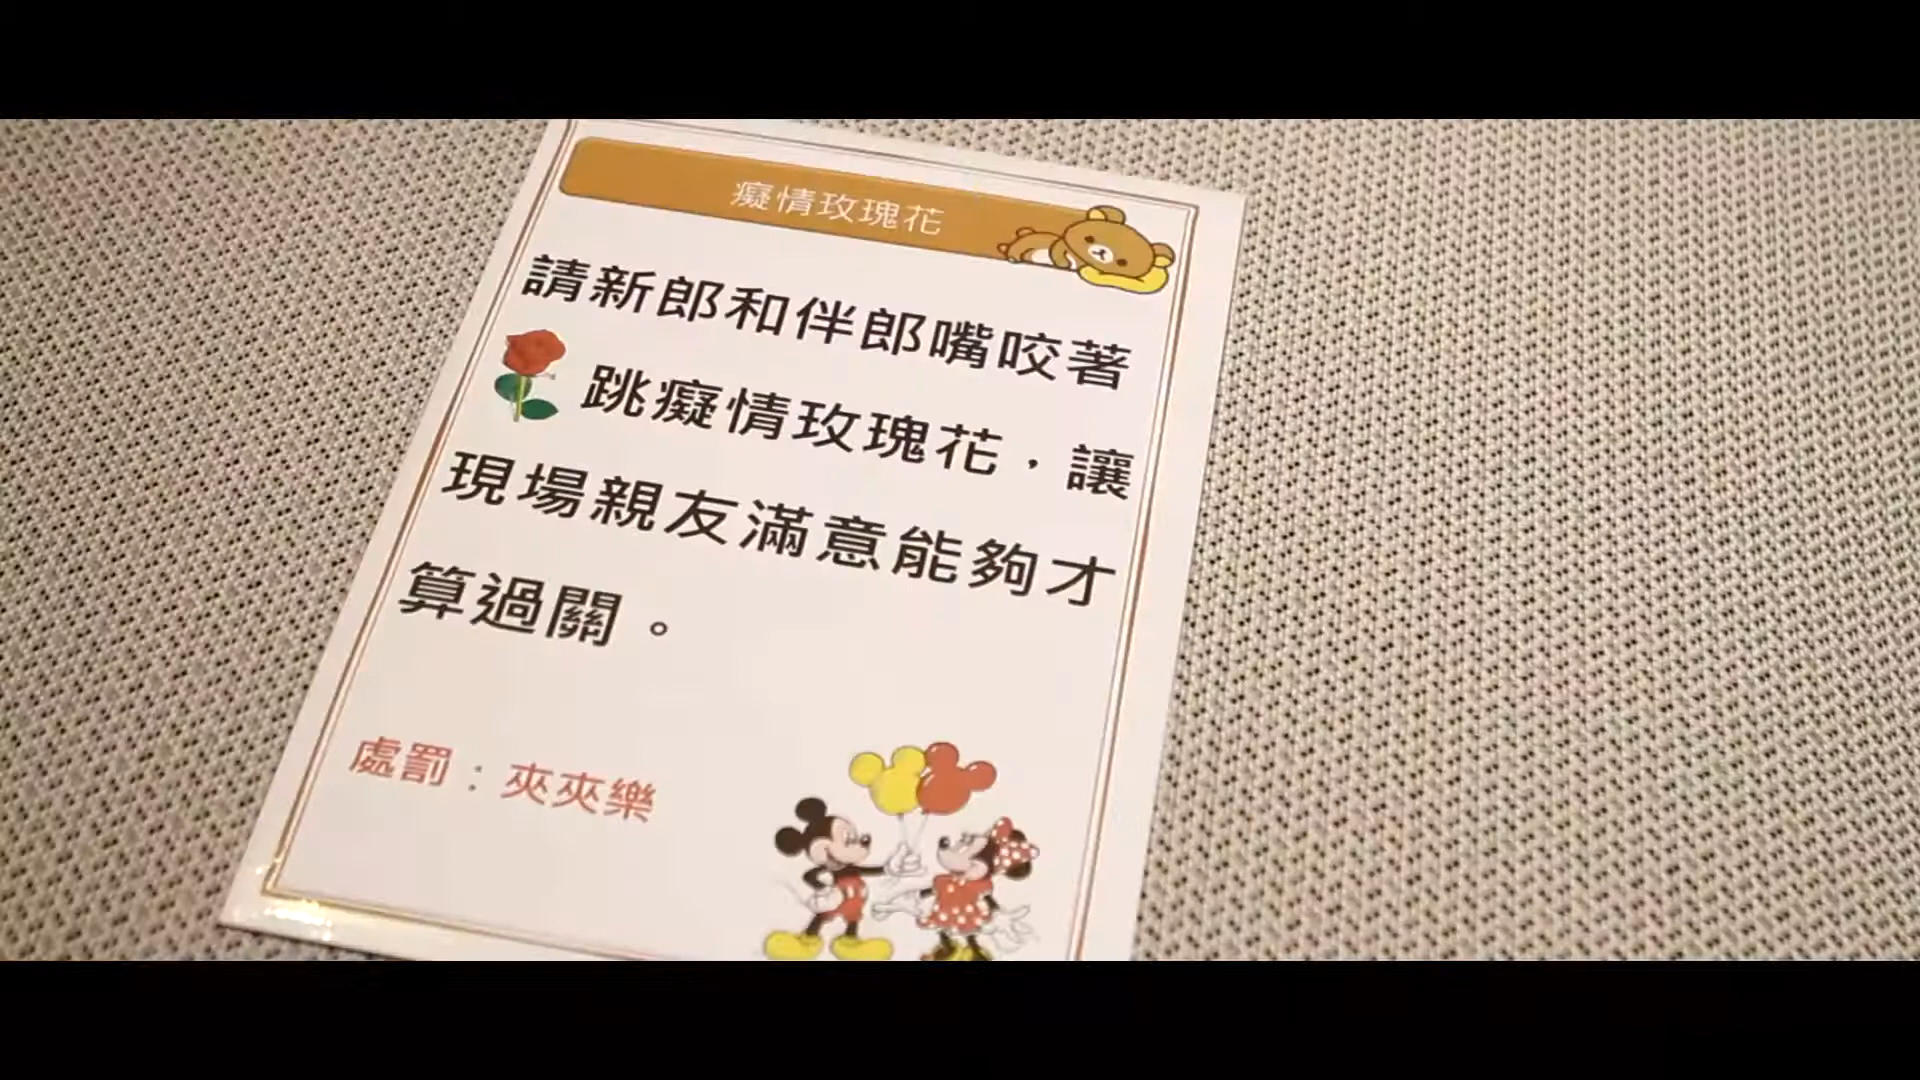 癡情玫瑰花
請新郎和伴郎嘴咬著
跳癡情玫瑰花，讓
現場親友滿意能夠才
算過關。
處罰：夾夾樂